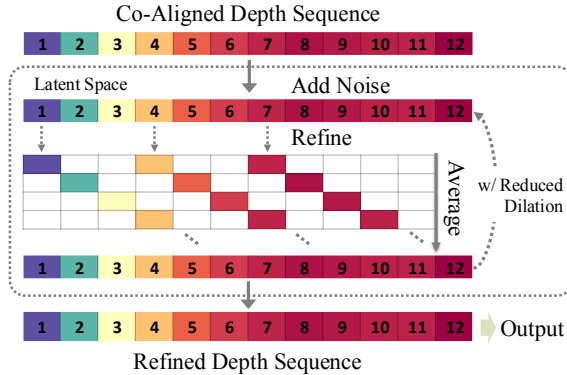 Co-Aligned Depth Sequence
1 2 3 4 5 6 7 8 9 10 11 12
Latent Space
Add Noise
1 2 3 4 5 6 7 8 9 10 11 12
Refine
Average
w/ Reduced
Dilation
1 2 3 4 5 6 7 8 9 10 11 12
1 2 3 4 5 6 7 8 9 10 11 12
Output
Refined Depth Sequence